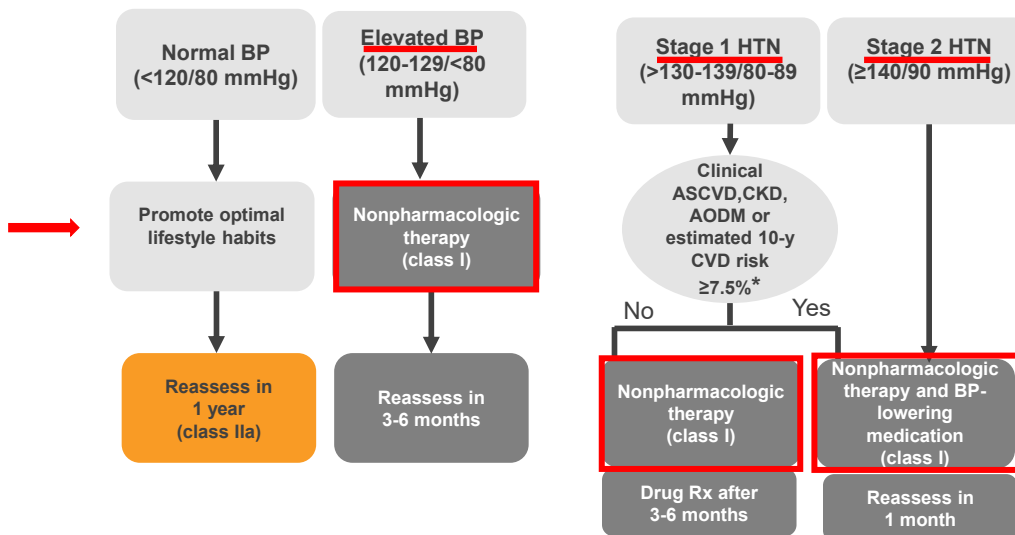 Normal BP
(<120/80 mmHg)
Elevated BP
(120-129/<80
mmHg)
Stage 1 HTN
(>130-139/80-89
mmHg)
Stage 2 HTN
(≥140/90 mmHg)
Promote optimal
lifestyle habits
Nonpharmacologic
therapy
(class I)
Clinical
ASCVD,CKD,
AODM or
estimated 10-y
CVD risk
≥7.5%*
No
Yes
Reassess in
1 year
(class IIa)
Reassess in
3-6 months
Nonpharmacologic
therapy
(class I)
Nonpharmacologic
therapy and BP-
lowering
medication
(class I)
Drug Rx after
3-6 months
Reassess in
1 month